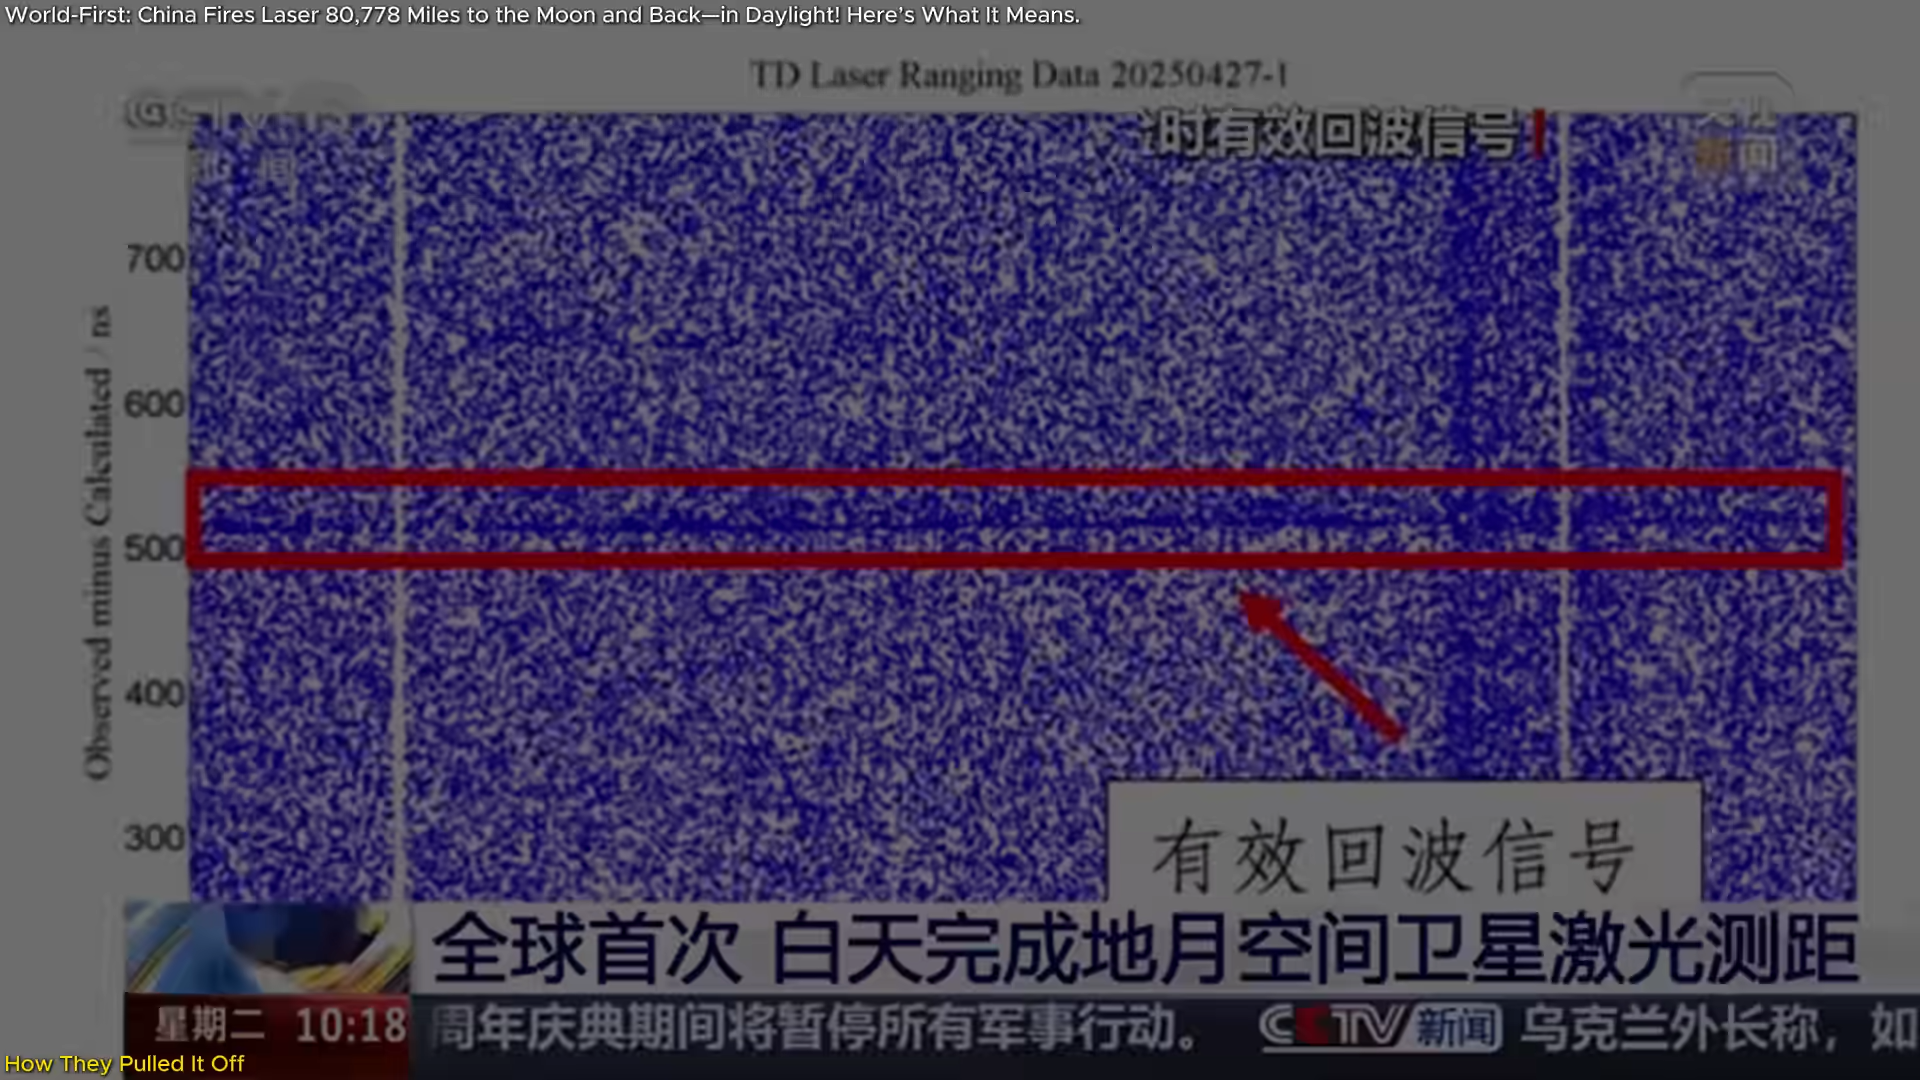 World-First: China Fires Laser 80,778 Miles to the Moon and Back—in Daylight! Here's What It Means.
TD Laser Ranging Data 20250427-1
时有效回波信号!
新闻
700
600
500
400
300
Observed minus Calculated / ns
有效回波信号
全球首次 白天完成地月空间卫星激光测距
星期二 10:18
周年庆典期间将暂停所有军事行动。 CCTV 新闻 乌克兰外长称，如
How They Pulled It Off